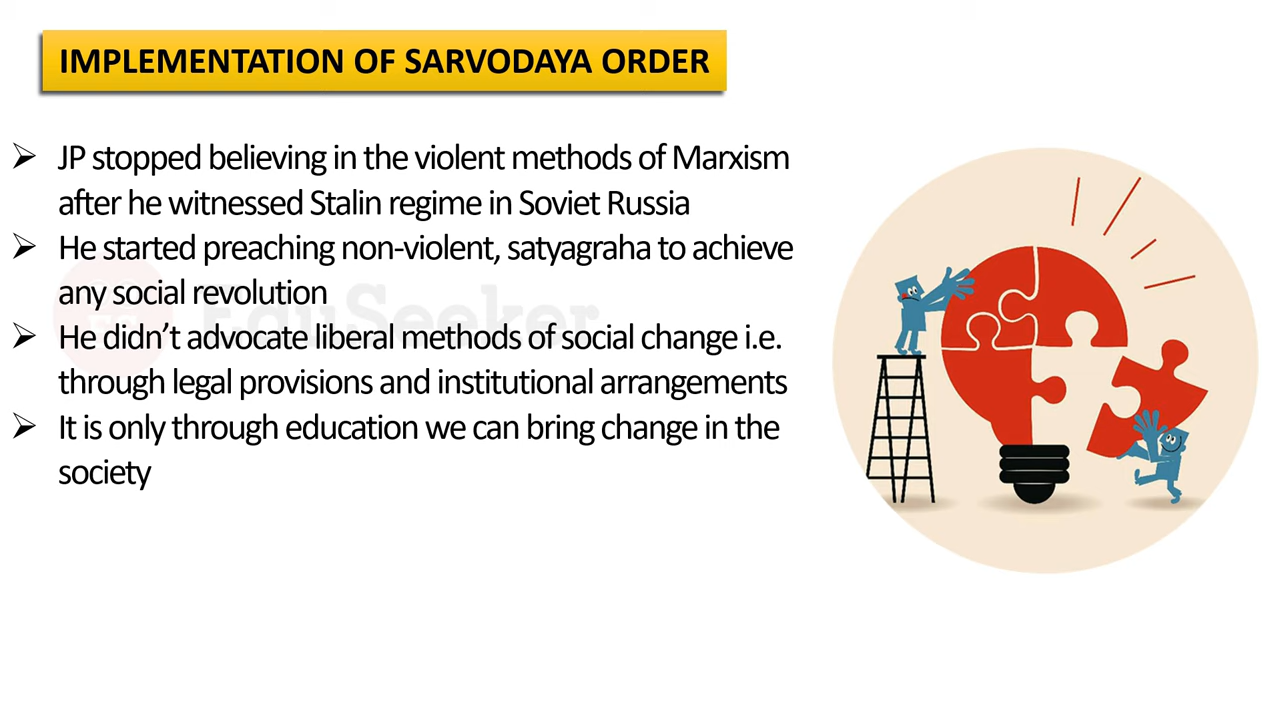 IMPLEMENTATION OF SARVODAYA ORDER
➢ JP stopped believing in the violent methods of Marxism
after he witnessed Stalin regime in Soviet Russia
➢ He started preaching non-violent, satyagraha to achieve
any social revolution
EduSeeker
➢ He didn’t advocate liberal methods of social change i.e.
through legal provisions and institutional arrangements
➢ It is only through education we can bring change in the
society